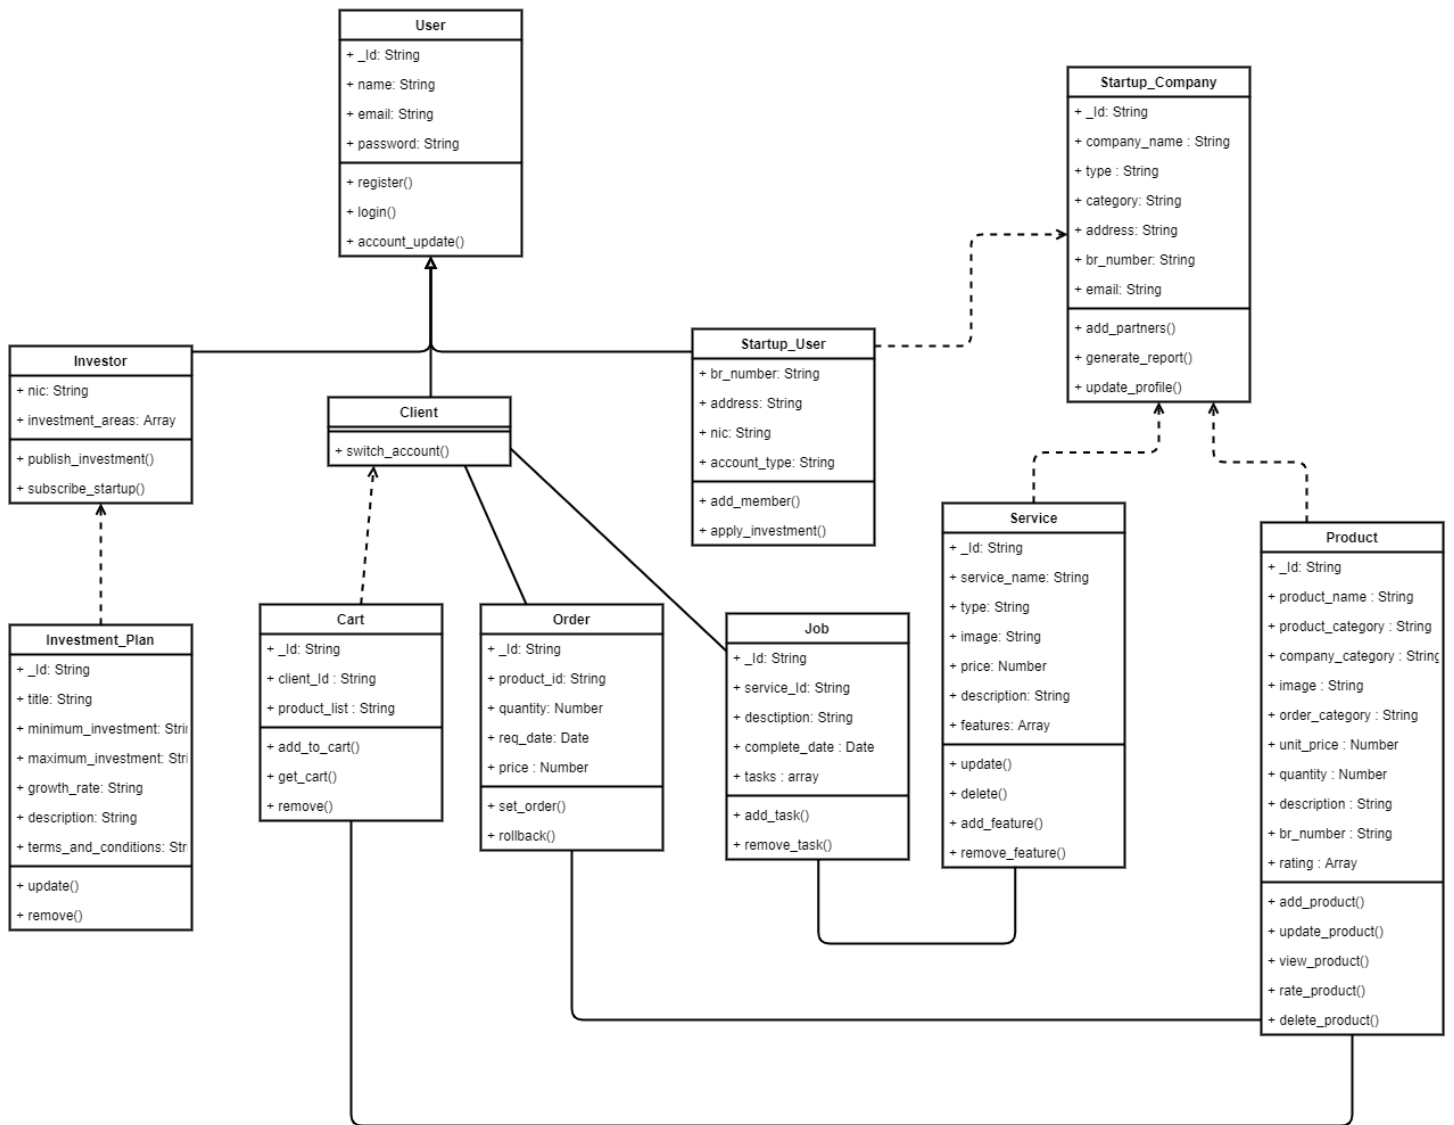 User
+ _Id: String
+ name: String
+ email: String
+ password: String
+ register()
+ login()
+ account_update()
Startup_Company
+ _Id: String
+ company_name : String
+ type : String
+ category: String
+ address: String
+ br_number: String
+ email: String
+ add_partners()
+ generate_report()
+ update_profile()
Investor
+ nic: String
+ investment_areas: Array
+ publish_investment()
+ subscribe_startup()
Client
+ switch_account()
Startup_User
+ br_number: String
+ address: String
+ nic: String
+ account_type: String
+ add_member()
+ apply_investment()
Investment_Plan
+ _Id: String
+ title: String
+ minimum_investment: Stri
+ maximum_investment: Stri
+ growth_rate: String
+ description: String
+ terms_and_conditions: Str
+ update()
+ remove()
Cart
+ _Id: String
+ client_Id : String
+ product_list : String
+ add_to_cart()
+ get_cart()
+ remove()
Order
+ _Id: String
+ product_id: String
+ quantity: Number
+ req_date: Date
+ price : Number
+ set_order()
+ rollback()
Job
+ _Id: String
+ service_Id: String
+ desctiption: String
+ complete_date : Date
+ tasks : array
+ add_task()
+ remove_task()
Service
+ _Id: String
+ service_name: String
+ type: String
+ image: String
+ price: Number
+ description: String
+ features: Array
+ update()
+ delete()
+ add_feature()
+ remove_feature()
Product
+ _Id: String
+ product_name : String
+ product_category : String
+ company_category : String
+ image : String
+ order_category : String
+ unit_price : Number
+ quantity : Number
+ description : String
+ br_number : String
+ rating : Array
+ add_product()
+ update_product()
+ view_product()
+ rate_product()
+ delete_product()